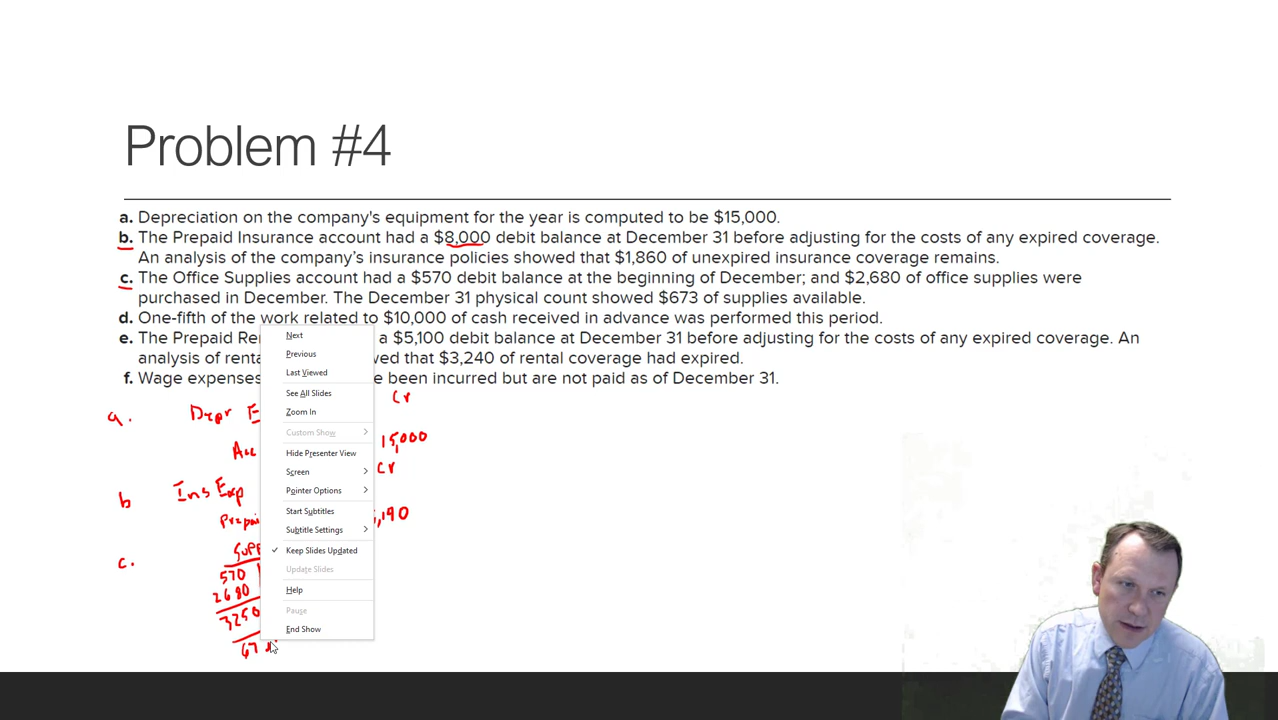 Problem #4
a. Depreciation on the company's equipment for the year is computed to be $15,000.
b. The Prepaid Insurance account had a $8,000 debit balance at December 31 before adjusting for the costs of any expired coverage.
An analysis of the company's insurance policies showed that $1,860 of unexpired insurance coverage remains.
c. The Office Supplies account had a $570 debit balance at the beginning of December; and $2,680 of office supplies were
purchased in December. The December 31 physical count showed $673 of supplies available.
d. One-fifth of the work related to $10,000 of cash received in advance was performed this period.
e. The Prepaid Re a $5,100 debit balance at December 31 before adjusting for the costs of any expired coverage. An
analysis of renta wed that $3,240 of rental coverage had expired.
f. Wage expenses e been incurred but are not paid as of December 31.
Next
Previous
Last Viewed
See All Slides
Zoom In
Custom Show
Hide Presenter View
Screen
Pointer Options
Start Subtitles
Subtitle Settings
Keep Slides Updated
Update Slides
Help
Pause
End Show
Cr
a. Depr E
Acc 15,000
Cr
b Ins Exp
Prepai ,190
c. Supp
570
2680
3250
67